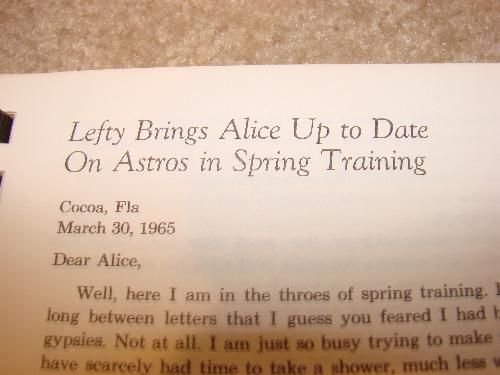 Lefty Brings Alice Up to Date
On Astros in Spring Training
Cocoa, Fla
March 30, 1965
Dear Alice,
Well, here I am in the throes of spring training.
long between letters that I guess you feared I had
gypsies. Not at all. I am just so busy trying to make
have scarcely had time to take a shower, much less